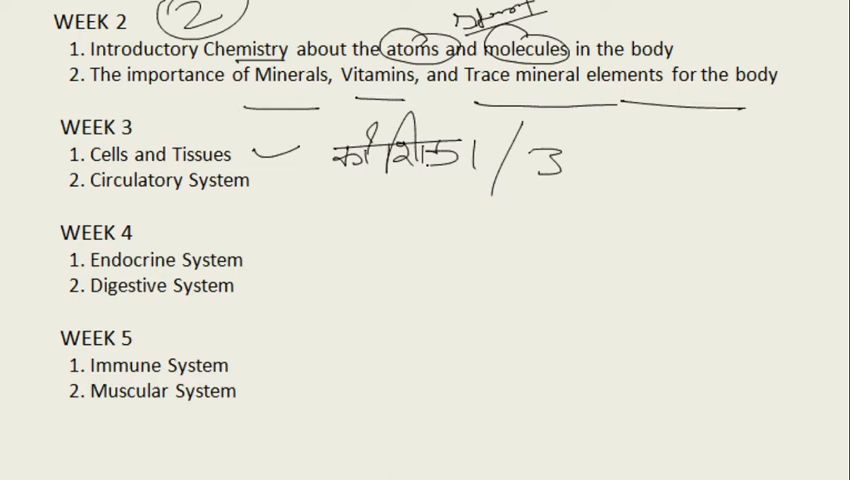 2
WEEK 2
1. Introductory Chemistry about the atoms and molecules in the body
2. The importance of Minerals, Vitamins, and Trace mineral elements for the body
WEEK 3
1. Cells and Tissues
2. Circulatory System
WEEK 4
1. Endocrine System
2. Digestive System
WEEK 5
1. Immune System
2. Muscular System